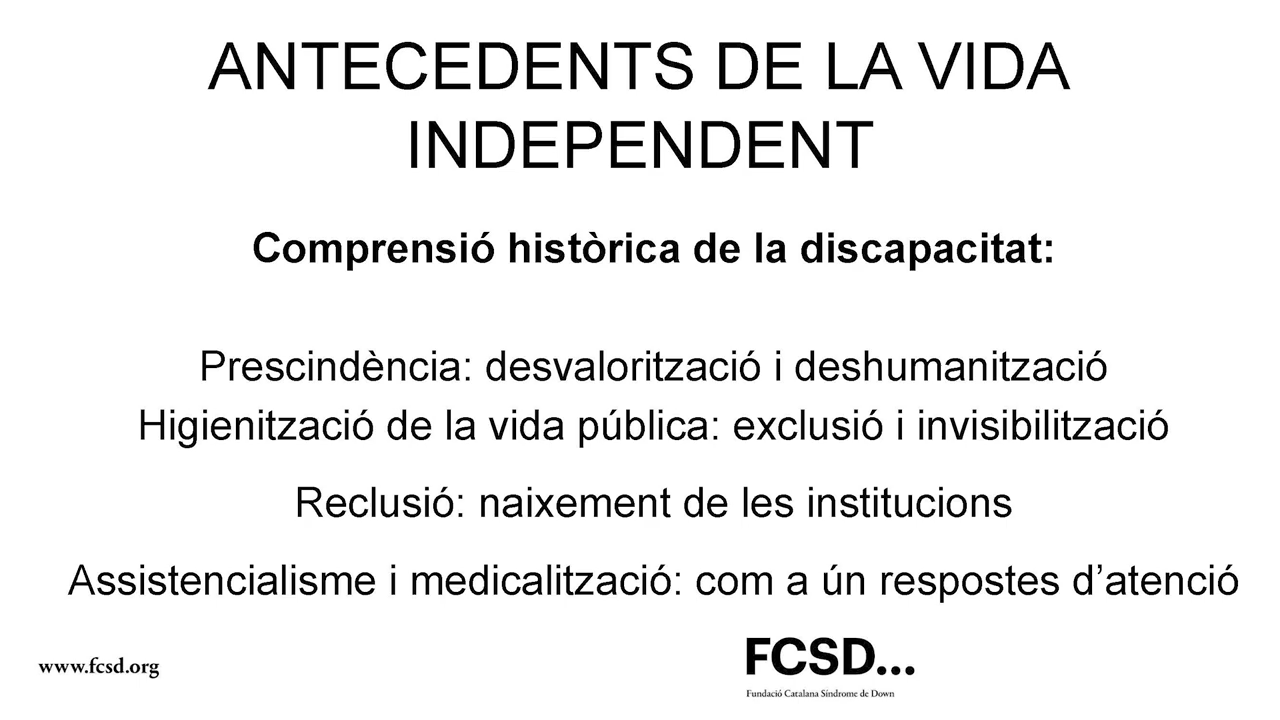 ANTECEDENTS DE LA VIDA
INDEPENDENT
Comprensió històrica de la discapacitat:
Prescindència: desvalorització i deshumanització
Higienització de la vida pública: exclusió i invisibilització
Reclusió: naixement de les institucions
Assistencialisme i medicalització: com a ún respostes d’atenció
www.fcsd.org
FCSD...
Fundació Catalana Síndrome de Down